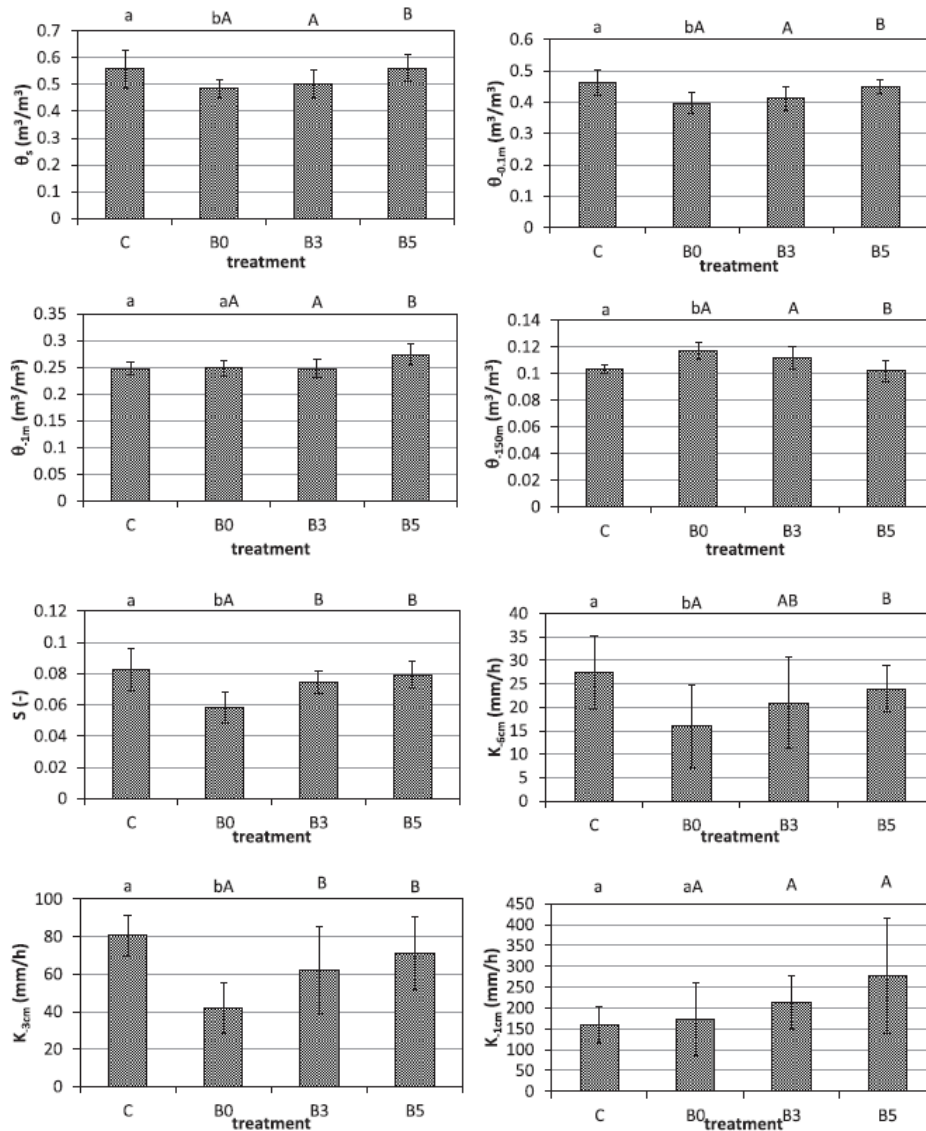 a bA A B
0.7
0.6
0.5
0.4
0.3
0.2
0.1
0
θs (m³/m³)
C B0 B3 B5
treatment
a bA A B
0.6
0.5
0.4
0.3
0.2
0.1
0
θ-0.1m (m³/m³)
C B0 B3 B5
treatment
a aA A B
0.35
0.3
0.25
0.2
0.15
0.1
0.05
0
θ-1m (m³/m³)
C B0 B3 B5
treatment
a bA A B
0.14
0.12
0.1
0.08
0.06
0.04
0.02
0
θ-150m (m³/m³)
C B0 B3 B5
treatment
a bA B B
0.12
0.1
0.08
0.06
0.04
0.02
0
S (-)
C B0 B3 B5
treatment
a bA AB B
40
35
30
25
20
15
10
5
0
K-6cm (mm/h)
C B0 B3 B5
treatment
a bA B B
100
80
60
40
20
0
K-3cm (mm/h)
C B0 B3 B5
treatment
a aA A A
450
400
350
300
250
200
150
100
50
0
K-1cm (mm/h)
C B0 B3 B5
treatment